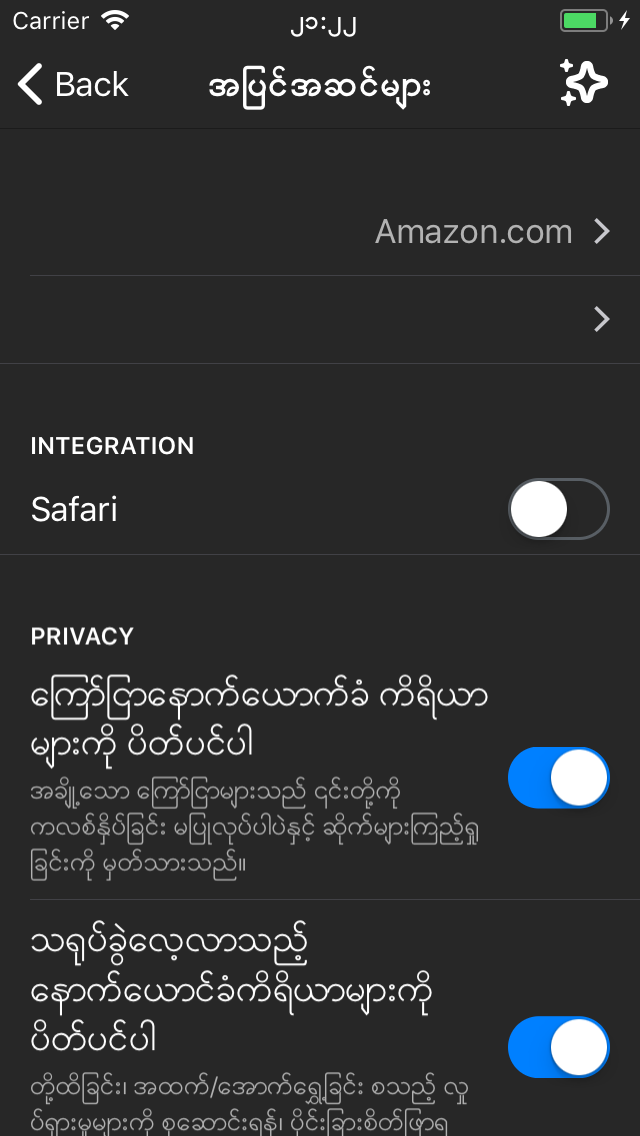 Carrier
၂၁:၂၂
Back
အပြင်အဆင်များ
Amazon.com
INTEGRATION
Safari
PRIVACY
ကြော်ငြာနောက်ယောက်ခံ ကိရိယာ
များကို ပိတ်ပင်ပါ
အချို့သော ကြော်ငြာများသည် ၎င်းတို့ကို
ကလစ်နှိပ်ခြင်း မပြုလုပ်ပါပဲနှင့် ဆိုက်များကြည့်ရှု
ခြင်းကို မှတ်သားသည်။
သရုပ်ခွဲလေ့လာသည့်
နောက်ယောင်ခံကိရိယာများကို
ပိတ်ပင်ပါ
တို့ထိခြင်း၊ အထက်/အောက်ရွှေ့ခြင်း စသည့် လှု
ပ်ရှားမှုများကို စုဆောင်းရန်၊ ပိုင်းခြားစိတ်ဖြာရ